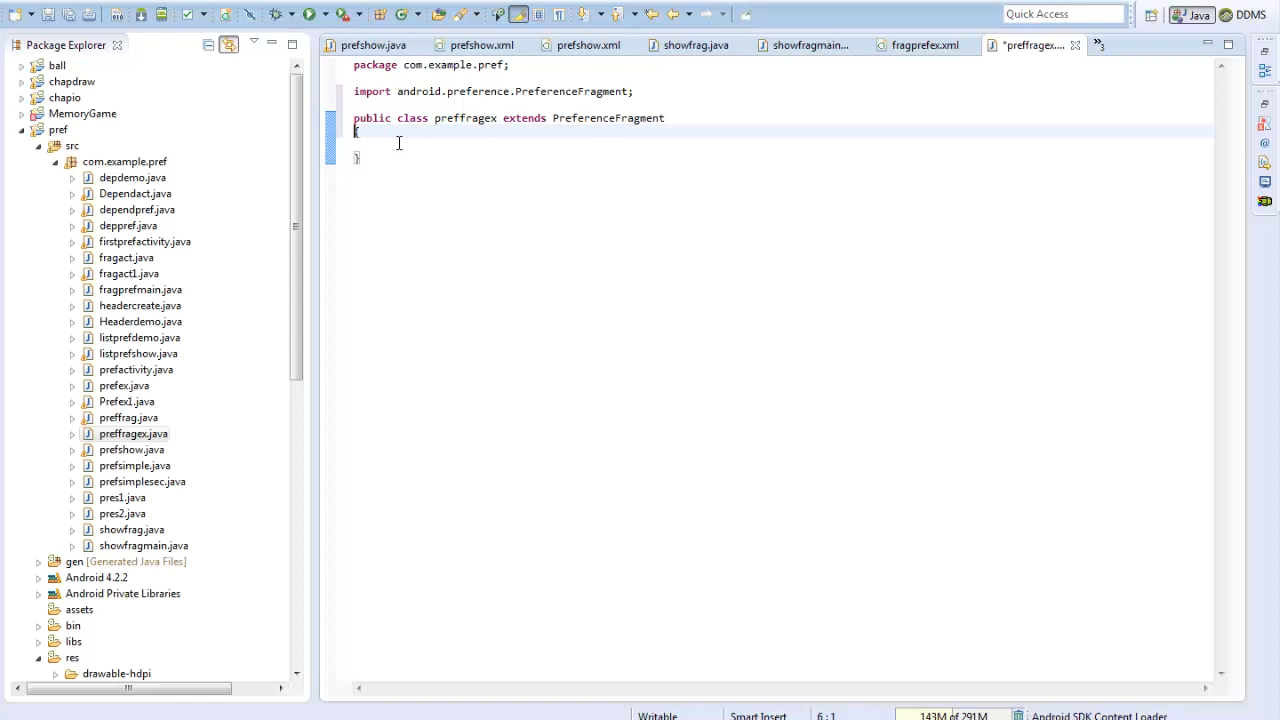 Quick Access
Java
DDMS
Package Explorer
prefshow.java
prefshow.xml
prefshow.xml
showfrag.java
showfragmain...
fragprefex.xml
*preffragex....
»3
ball
chapdraw
chapio
MemoryGame
pref
src
com.example.pref
depdemo.java
Dependact.java
dependpref.java
deppref.java
firstprefactivity.java
fragact.java
fragact1.java
fragprefmain.java
headercreate.java
Headerdemo.java
listprefdemo.java
listprefshow.java
prefactivity.java
prefex.java
Prefex1.java
preffrag.java
preffragex.java
prefshow.java
prefsimple.java
prefsimplesec.java
pres1.java
pres2.java
showfrag.java
showfragmain.java
gen [Generated Java Files]
Android 4.2.2
Android Private Libraries
assets
bin
libs
res
drawable-hdpi
package com.example.pref;
import android.preference.PreferenceFragment;
public class preffragex extends PreferenceFragment
{
}
Writable
Smart Insert
6 : 1
143M of 291M
Android SDK Content Loader